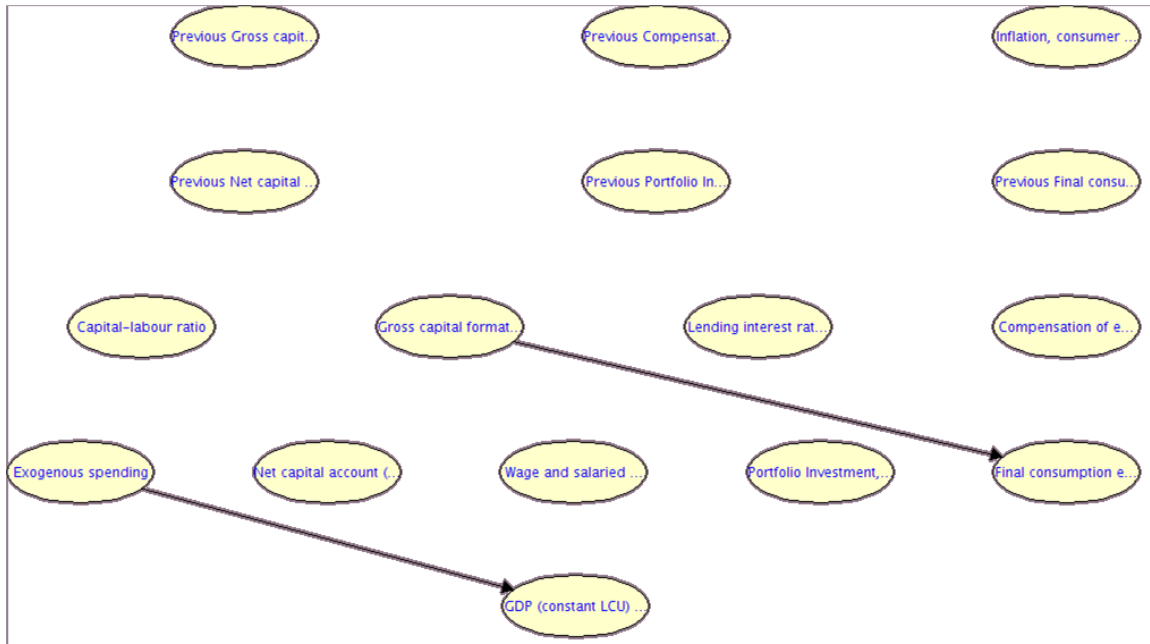 Previous Gross capit...
Previous Compensat...
Inflation, consumer ...
Previous Net capital ...
Previous Portfolio In...
Previous Final consu...
Capital-labour ratio
Gross capital format...
Lending interest rat...
Compensation of e...
Exogenous spending
Net capital account (...
Wage and salaried ...
Portfolio Investment,...
Final consumption e...
GDP (constant LCU) ...